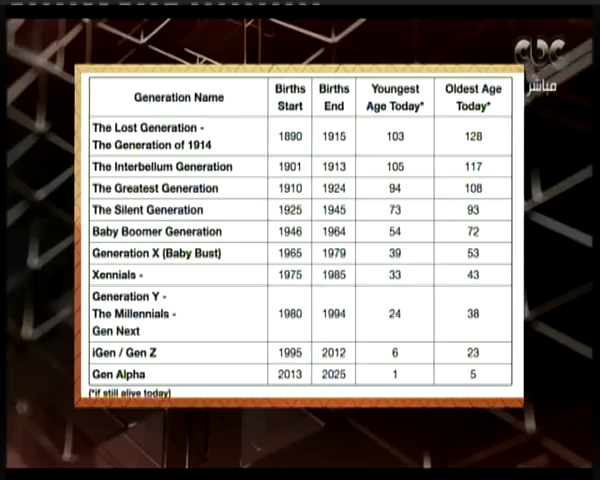 cbc
مباشر
Generation Name Births Start Births End Youngest Age Today* Oldest Age Today*
The Lost Generation - The Generation of 1914 1890 1915 103 128
The Interbellum Generation 1901 1913 105 117
The Greatest Generation 1910 1924 94 108
The Silent Generation 1925 1945 73 93
Baby Boomer Generation 1946 1964 54 72
Generation X (Baby Bust) 1965 1979 39 53
Xennials - 1975 1985 33 43
Generation Y - The Millennials - Gen Next 1980 1994 24 38
iGen / Gen Z 1995 2012 6 23
Gen Alpha 2013 2025 1 5
(*if still alive today)